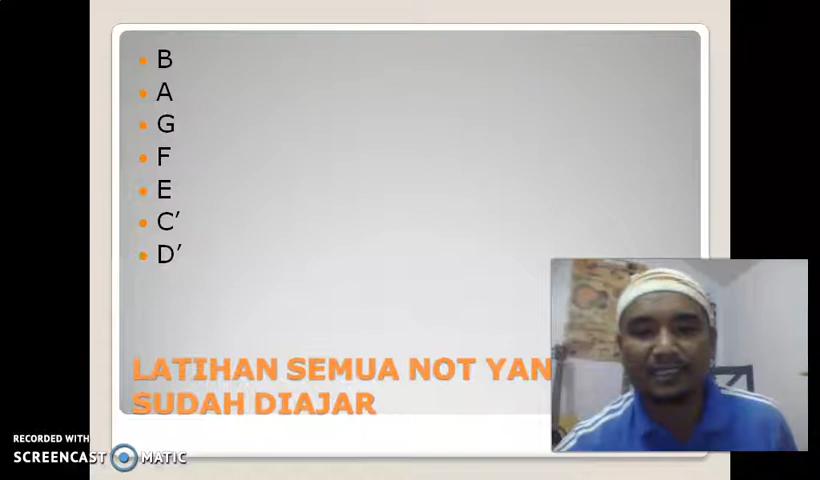 B
A
G
F
E
C’
D’
LATIHAN SEMUA NOT YAN
SUDAH DIAJAR
RECORDED WITH
SCREENCAST MATIC